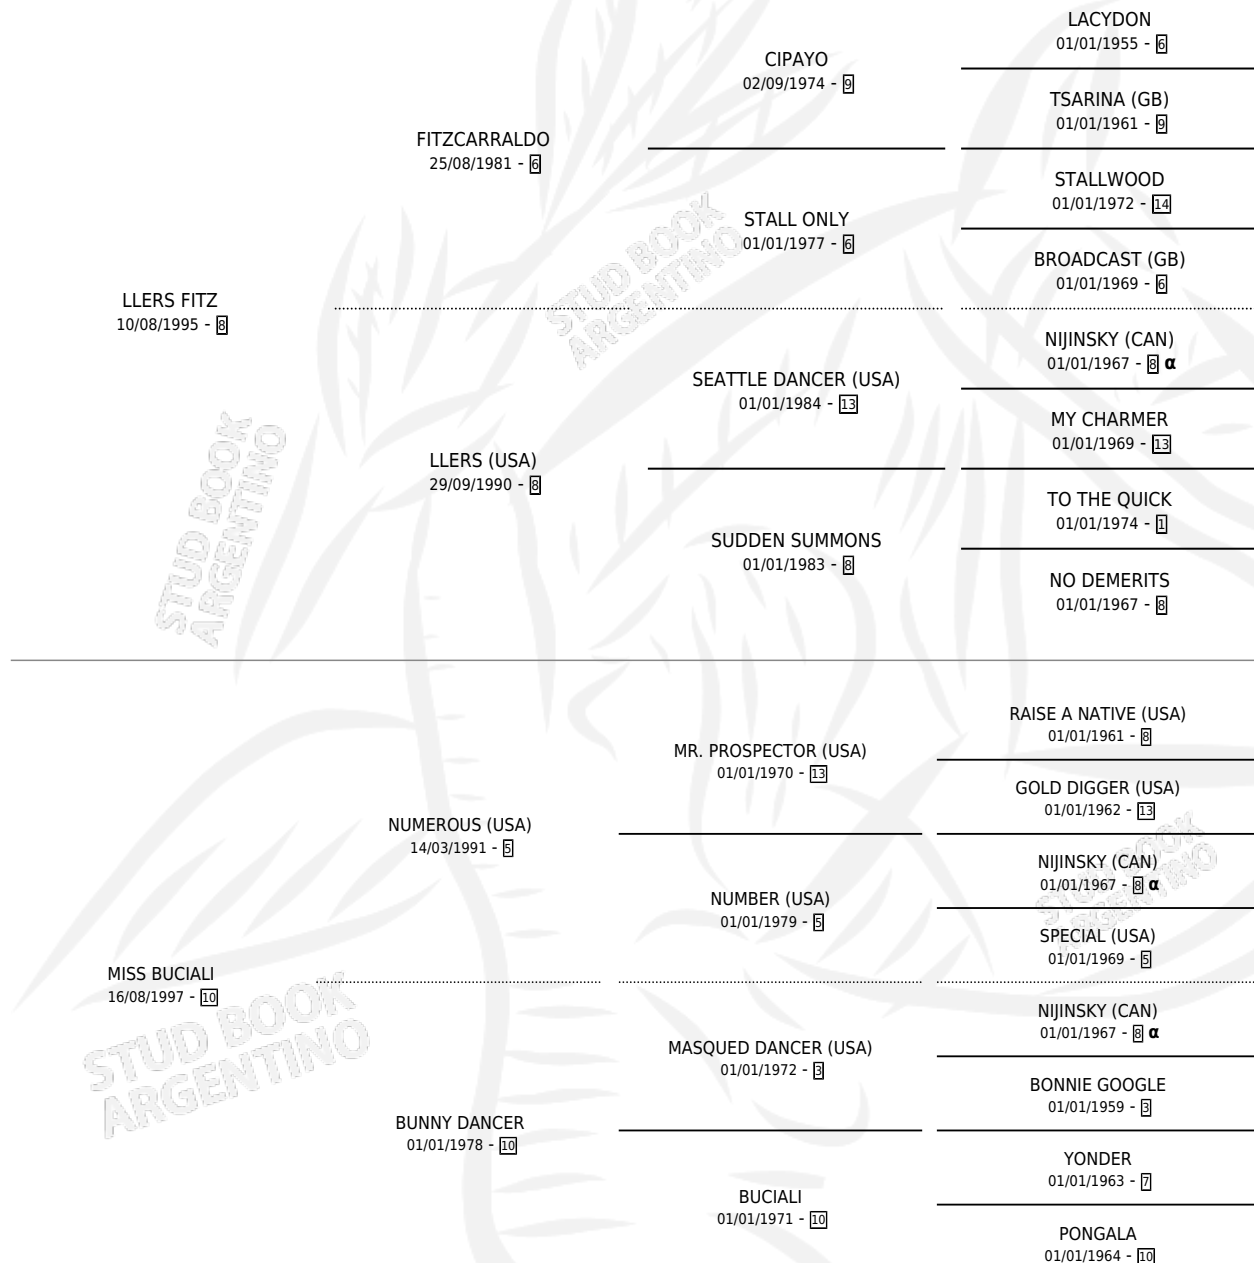 LACYDON
01/01/1955 - 6
CIPAYO
02/09/1974 - 9
TSARINA (GB)
01/01/1961 - 9
FITZCARRALDO
25/08/1981 - 6
STALLWOOD
01/01/1972 - 14
STALL ONLY
01/01/1977 - 6
BROADCAST (GB)
01/01/1969 - 6
LLERS FITZ
10/08/1995 - 8
NIJINSKY (CAN)
01/01/1967 - 8 α
SEATTLE DANCER (USA)
01/01/1984 - 13
MY CHARMER
01/01/1969 - 13
LLERS (USA)
29/09/1990 - 8
TO THE QUICK
01/01/1974 - 1
SUDDEN SUMMONS
01/01/1983 - 8
NO DEMERITS
01/01/1967 - 8
RAISE A NATIVE (USA)
01/01/1961 - 8
MR. PROSPECTOR (USA)
01/01/1970 - 13
GOLD DIGGER (USA)
01/01/1962 - 13
NUMEROUS (USA)
14/03/1991 - 5
NIJINSKY (CAN)
01/01/1967 - 8 α
NUMBER (USA)
01/01/1979 - 5
SPECIAL (USA)
01/01/1969 - 5
MISS BUCIALI
16/08/1997 - 10
NIJINSKY (CAN)
01/01/1967 - 8 α
MASQUED DANCER (USA)
01/01/1972 - 3
BONNIE GOOGLE
01/01/1959 - 3
BUNNY DANCER
01/01/1978 - 10
YONDER
01/01/1963 - 7
BUCIALI
01/01/1971 - 10
PONGALA
01/01/1964 - 10
STUD BOOK
ARGENTINO
STUD BOOK
ARGENTINO
STUD BOOK
ARGENTINO
STUD BOOK
ARGENTINO